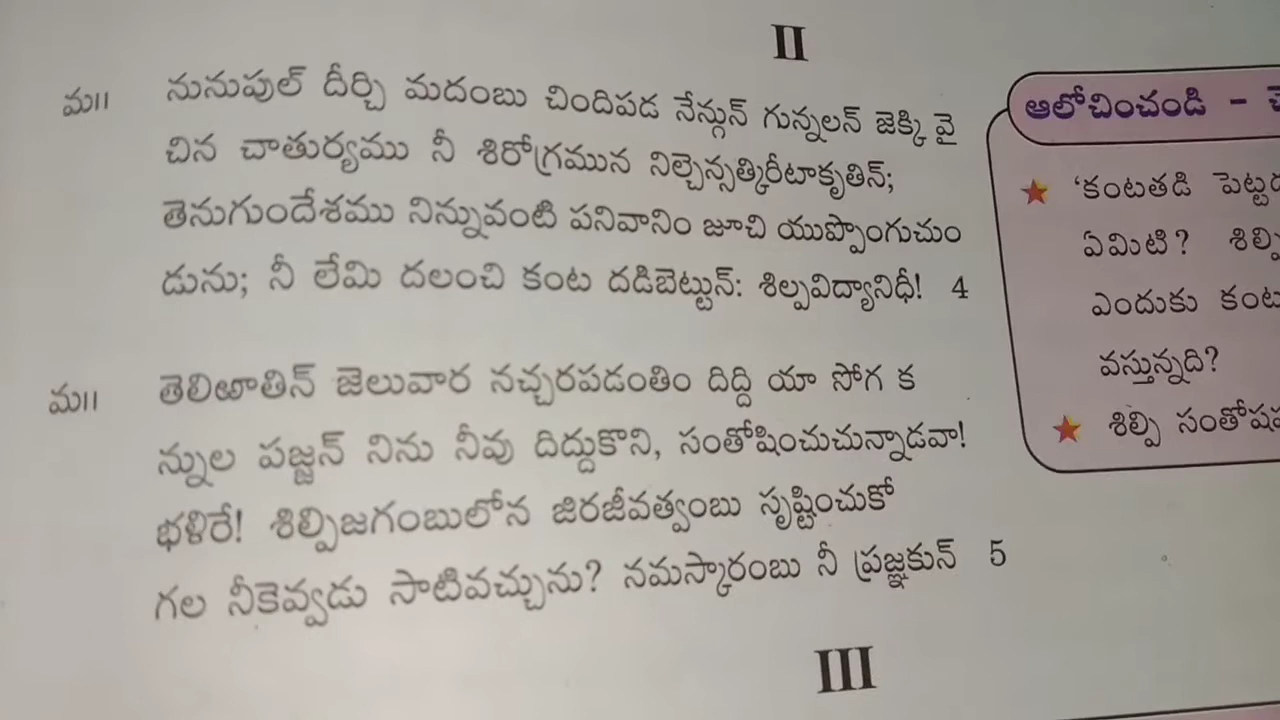 II
మ॥ నునుపుల్ దీర్చి మదంబు చిందిపడ నేన్గున్ గున్నలన్ జెక్కి వై
చిన చాతుర్యము నీ శిరోగ్రమున నిల్చెన్సత్కిరీటాకృతిన్;
తెనుగుందేశము నిన్నువంటి పనివానిం జూచి యుప్పొంగుచుం
డును; నీ లేమి దలంచి కంట దడిబెట్టున్: శిల్పవిద్యానిధీ! 4
మ॥ తెలిఱాతిన్ జెలువార నచ్చరపడంతిం దిద్ది యా సోగ క
న్నుల పజ్జన్ నిను నీవు దిద్దుకొని, సంతోషించుచున్నాడవా!
భళిరే! శిల్పిజగంబులోన జిరజీవత్వంబు సృష్టించుకో
గల నీకెవ్వడు సాటివచ్చును? నమస్కారంబు నీ ప్రజ్ఞకున్ 5
III
ఆలోచించండి -
★ 'కంటతడి
ఏమిటి?
ఎందుకు
వస్తున్నది?
★ శిల్పి